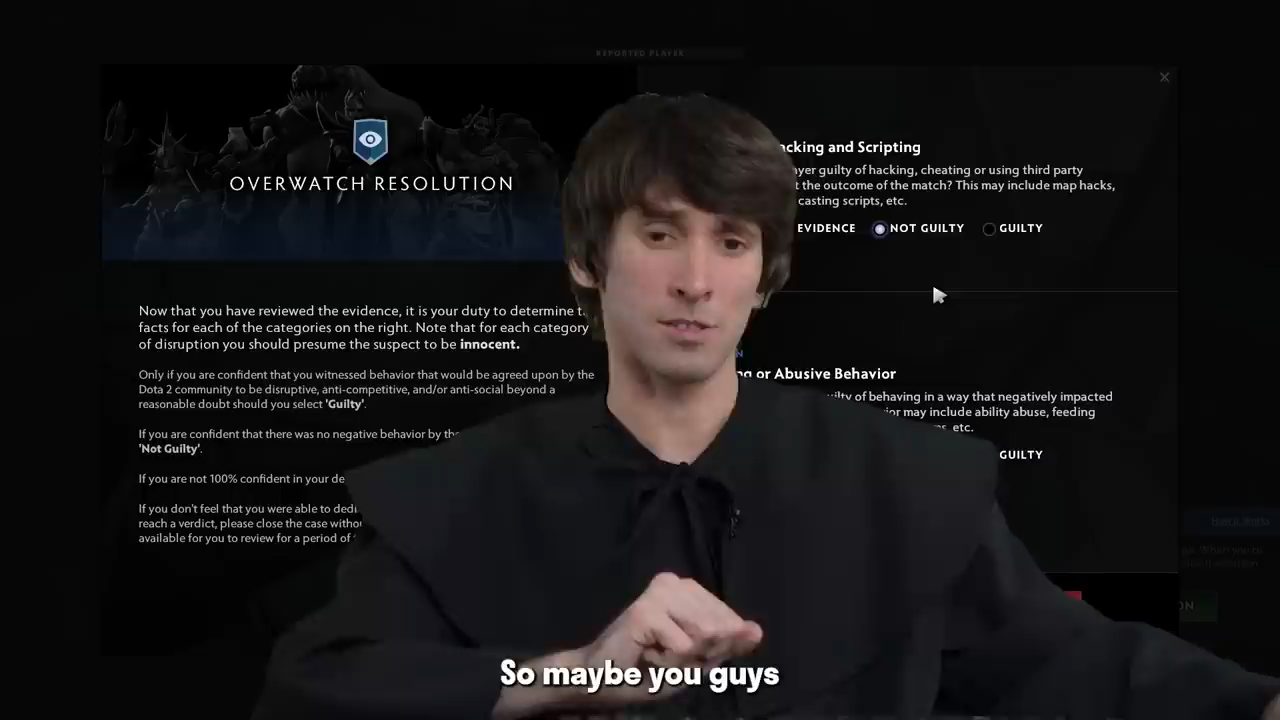 REPORTED PLAYER
OVERWATCH RESOLUTION
Now that you have reviewed the evidence, it is your duty to determine
facts for each of the categories on the right. Note that for each category
of disruption you should presume the suspect to be innocent.
Only if you are confident that you witnessed behavior that would be agreed upon by the
Dota 2 community to be disruptive, anti-competitive, and/or anti-social beyond a
reasonable doubt should you select 'Guilty'.
If you are confident that there was no negative behavior by the
'Not Guilty'.
If you are not 100% confident in your de
If you don't feel that you were able to
reach a verdict, please close the case
available for you to review for a period of
acking and Scripting
guilty of hacking, cheating or using third party
the outcome of the match? This may include map hacks,
casting scripts, etc.
EVIDENCE NOT GUILTY GUILTY
or Abusive Behavior
of behaving in a way that negatively impacted
may include ability abuse, feeding
etc.
GUILTY
ON
So maybe you guys